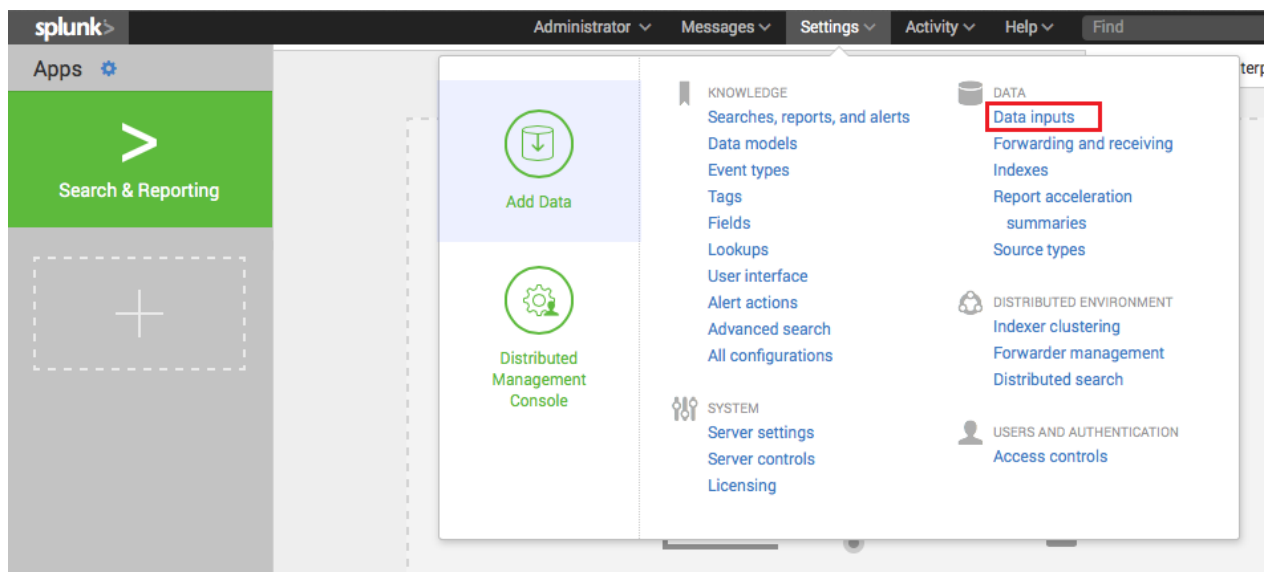 splunk> Administrator Messages Settings Activity Help Find
Apps
Search & Reporting
Add Data
Distributed
Management
Console
KNOWLEDGE
Searches, reports, and alerts
Data models
Event types
Tags
Fields
Lookups
User interface
Alert actions
Advanced search
All configurations
SYSTEM
Server settings
Server controls
Licensing
DATA
Data inputs
Forwarding and receiving
Indexes
Report acceleration
summaries
Source types
DISTRIBUTED ENVIRONMENT
Indexer clustering
Forwarder management
Distributed search
USERS AND AUTHENTICATION
Access controls